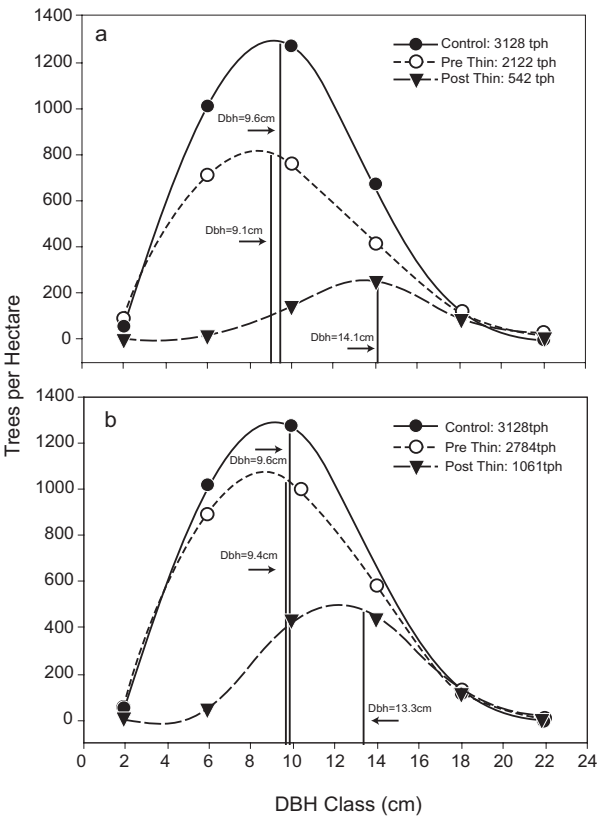 1400
1200
1000
800
600
400
200
0
a
Control: 3128 tph
Pre Thin: 2122 tph
Post Thin: 542 tph
Dbh=9.6cm
Dbh=9.1cm
Dbh=14.1cm
Trees per Hectare
1400
1200
1000
800
600
400
200
0
b
Control: 3128tph
Pre Thin: 2784tph
Post Thin: 1061tph
Dbh=9.6cm
Dbh=9.4cm
Dbh=13.3cm
0 2 4 6 8 10 12 14 16 18 20 22 24
DBH Class (cm)